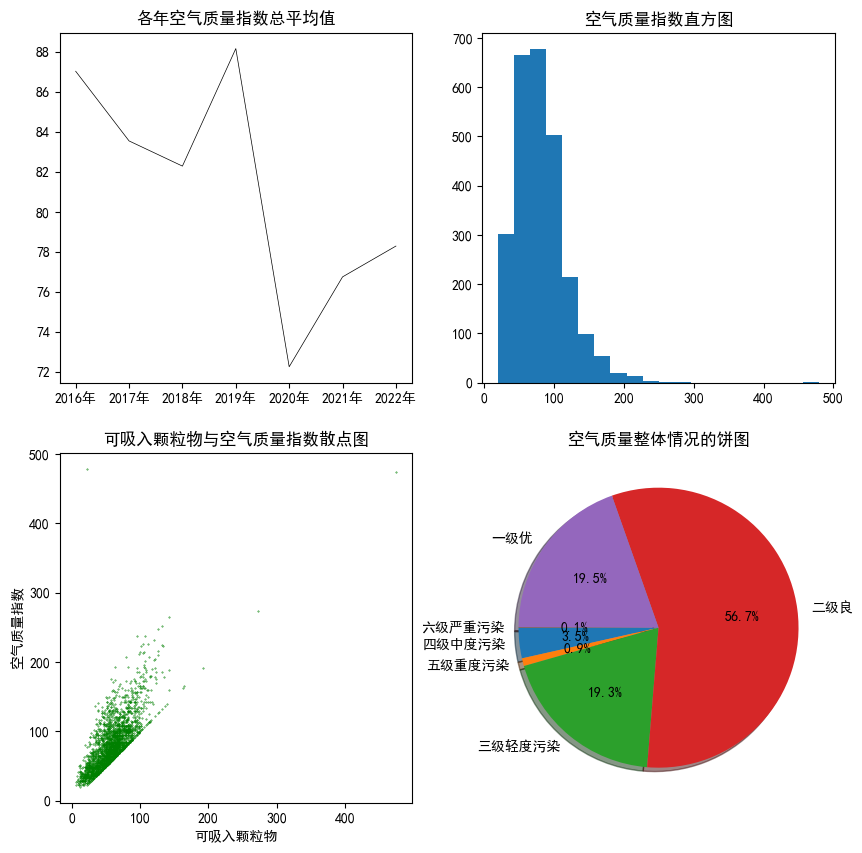 各年空气质量指数总平均值
88
86
84
82
80
78
76
74
72
2016年 2017年 2018年 2019年 2020年 2021年 2022年
空气质量指数直方图
700
600
500
400
300
200
100
0
0 100 200 300 400 500
可吸入颗粒物与空气质量指数散点图
空气质量指数
500
400
300
200
100
0
0 100 200 300 400
可吸入颗粒物
空气质量整体情况的饼图
一级优
19.5%
二级良
56.7%
六级严重污染
0.1%
四级中度污染
3.5%
五级重度污染
0.9%
三级轻度污染
19.3%